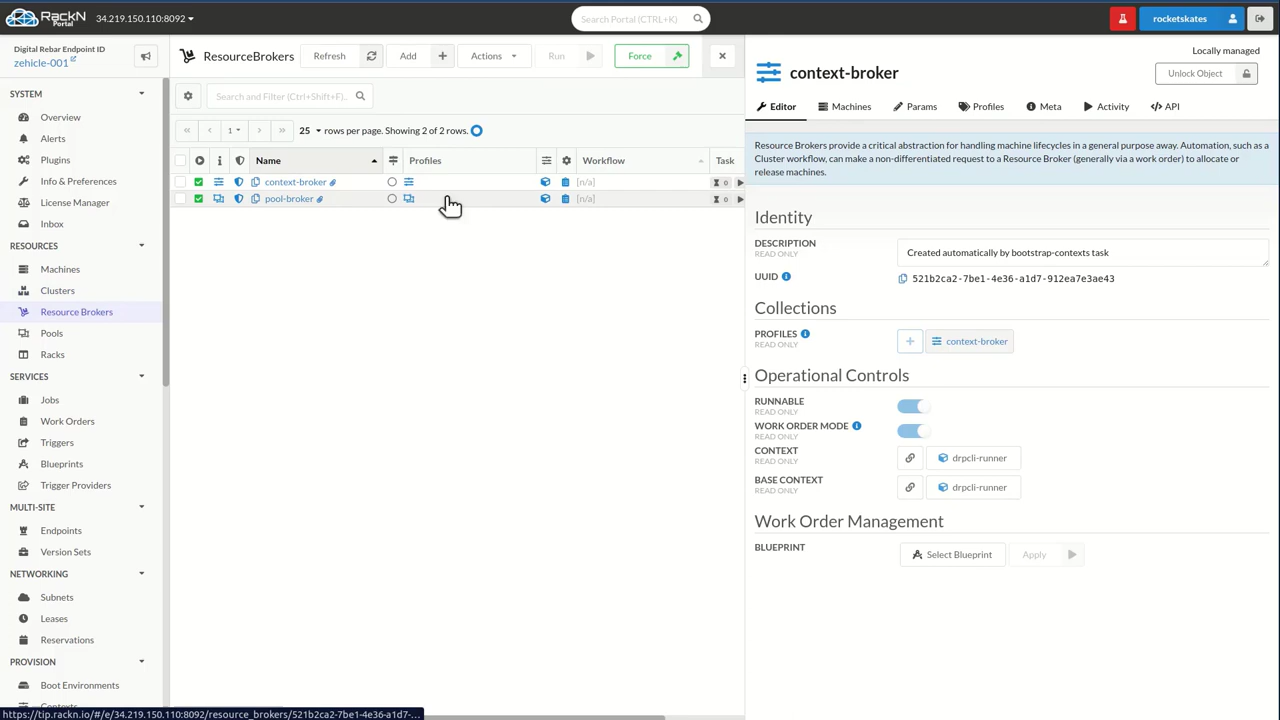 RackN
Portal
34.219.150.110:8092
Search Portal (CTRL+K)
rocketskates
Digital Rebar Endpoint ID
zehicle-001
SYSTEM
Overview
Alerts
Plugins
Info & Preferences
License Manager
Inbox
RESOURCES
Machines
Clusters
Resource Brokers
Pools
Racks
SERVICES
Jobs
Work Orders
Triggers
Blueprints
Trigger Providers
MULTI-SITE
Endpoints
Version Sets
NETWORKING
Subnets
Leases
Reservations
PROVISION
Boot Environments
Contexts
ResourceBrokers
Refresh
Add
Actions
Run
Force
Search and Filter (Ctrl+Shift+F)..
1
25 rows per page. Showing 2 of 2 rows.
Name Profiles Workflow Task
context-broker [n/a] 0
pool-broker [n/a] 0
Locally managed
context-broker
Unlock Object
Editor Machines Params Profiles Meta Activity API
Resource Brokers provide a critical abstraction for handling machine lifecycles in a general purpose away. Automation, such as a
Cluster workflow, can make a non-differentiated request to a Resource Broker (generally via a work order) to allocate or
release machines.
Identity
DESCRIPTION
READ ONLY
Created automatically by bootstrap-contexts task
UUID
521b2ca2-7be1-4e36-a1d7-912ea7e3ae43
Collections
PROFILES
READ ONLY
context-broker
Operational Controls
RUNNABLE
READ ONLY
WORK ORDER MODE
READ ONLY
CONTEXT
READ ONLY
drpcli-runner
BASE CONTEXT
READ ONLY
drpcli-runner
Work Order Management
BLUEPRINT
Select Blueprint
Apply
https://tip.rackn.io/#/e/34.219.150.110:8092/resource_brokers/521b2ca2-7be1-4e36-a1d7-...